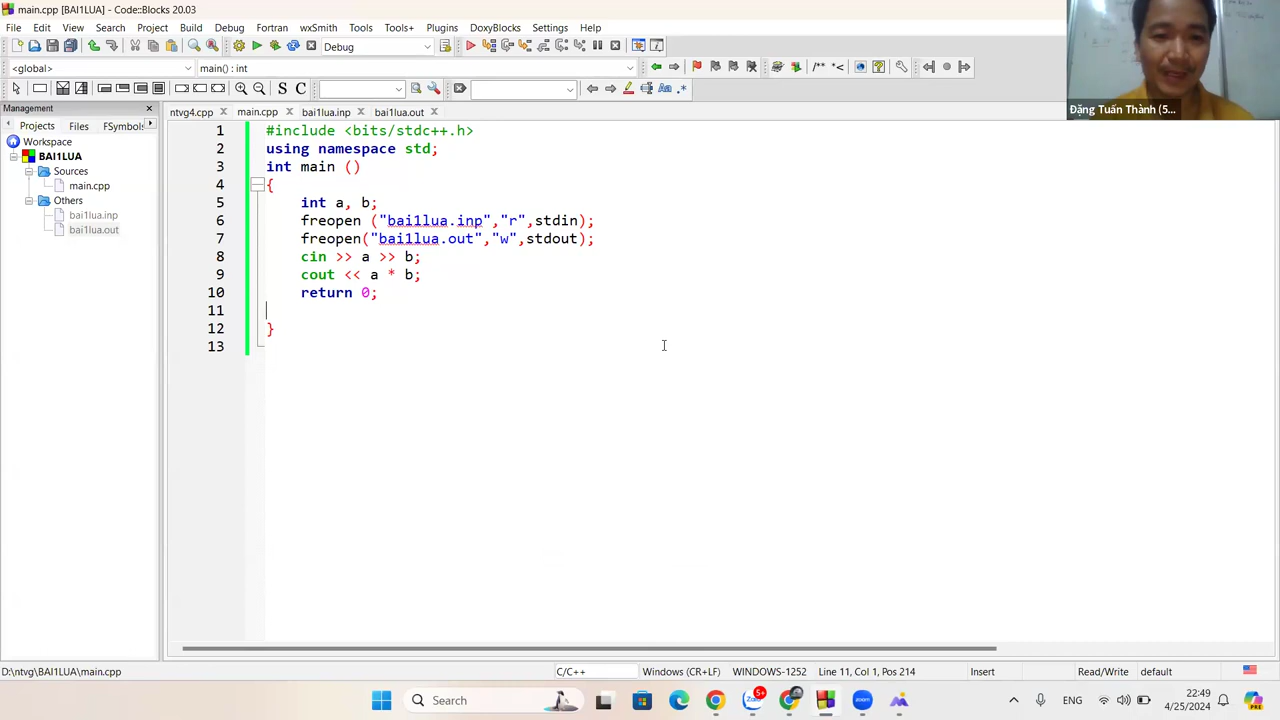 main.cpp [BAI1LUA] - Code::Blocks 20.03
File Edit View Search Project Build Debug Fortran wxSmith Tools Tools+ Plugins DoxyBlocks Settings Help
Debug
<global> main() : int
/** *<
S C Aa .*
Management
Projects Files FSymbols
ntvg4.cpp main.cpp bai1lua.inp bai1lua.out
Workspace
BAI1LUA
Sources
main.cpp
Others
bai1lua.inp
bai1lua.out
1 #include <bits/stdc++.h>
2 using namespace std;
3 int main ()
4 {
5 int a, b;
6 freopen ("bai1lua.inp","r",stdin);
7 freopen("bai1lua.out","w",stdout);
8 cin >> a >> b;
9 cout << a * b;
10 return 0;
11
12 }
13
Đặng Tuấn Thành (5...
D:\ntvg\BAI1LUA\main.cpp C/C++ Windows (CR+LF) WINDOWS-1252 Line 11, Col 1, Pos 214 Insert Read/Write default
Search 5+ zoom ENG 22:49
4/25/2024
PRE